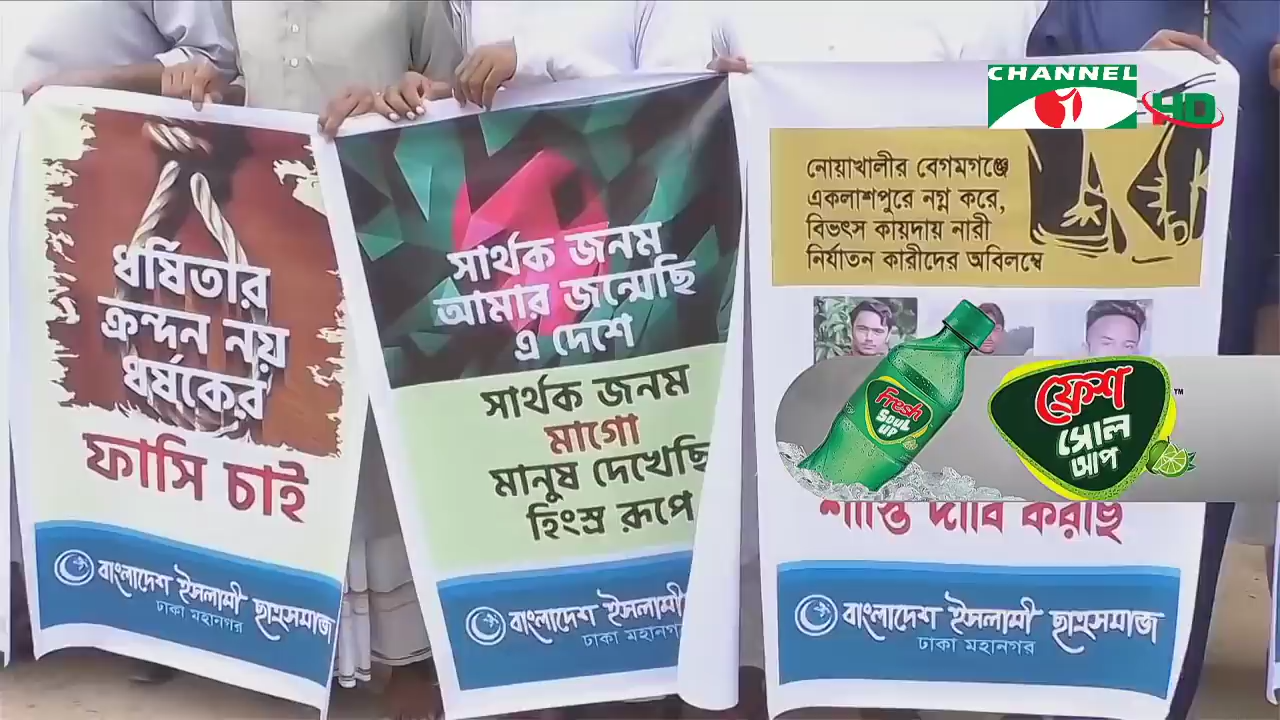 CHANNEL
HD
ধর্ষিতার
ক্রন্দন নয়
ধর্ষকের
ফাসি চাই
বাংলাদেশ ইসলামী ছাত্রসমাজ
ঢাকা মহানগর
সার্থক জনম
আমার জন্মেছি
এ দেশে
সার্থক জনম
মাগো
মানুষ দেখেছি
হিংস্র রূপে
বাংলাদেশ ইসলামী
ঢাকা মহানগর
নোয়াখালীর বেগমগঞ্জে
একলাশপুরে নগ্ন করে,
বিভৎস কায়দায় নারী
নির্যাতন কারীদের অবিলম্বে
Fresh
SOUL
UP
ফ্রেশ
সোল
আপ
TM
শাস্তি দাবি করছি
বাংলাদেশ ইসলামী ছাত্রসমাজ
ঢাকা মহানগর